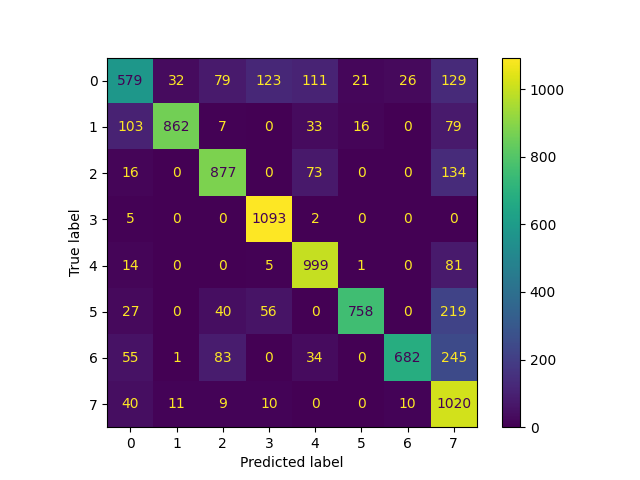 0 579 32 79 123 111 21 26 129
1 103 862 7 0 33 16 0 79
2 16 0 877 0 73 0 0 134
3 5 0 0 1093 2 0 0 0
4 14 0 0 5 999 1 0 81
5 27 0 40 56 0 758 0 219
6 55 1 83 0 34 0 682 245
7 40 11 9 10 0 0 10 1020
0 1 2 3 4 5 6 7
Predicted label
True label
1000
800
600
400
200
0